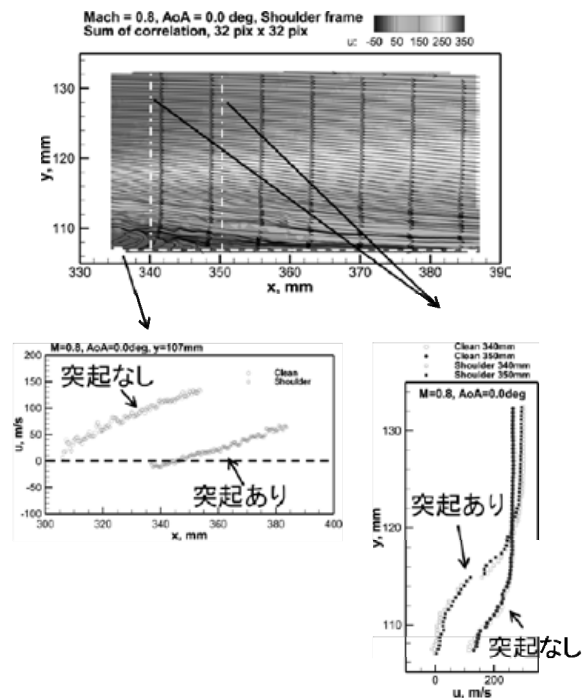 Mach = 0.8, AoA = 0.0 deg, Shoulder frame
Sum of correlation, 32 pix x 32 pix
u: -50 50 150 250 350
y, mm
130
120
110
330 340 350 360 370 380 390
x, mm
M=0.8, AoA=0.0deg, y=107mm
突起なし
Clean
Shoulder
u, m/s
200
150
100
50
0
-50
-100
突起あり
300 320 340 360 380 400
x, mm
Clean 340mm
Clean 350mm
Shoulder 340mm
Shoulder 350mm
M=0.8, AoA=0.0deg
y, mm
130
120
110
突起あり
突起なし
0 200
u, m/s